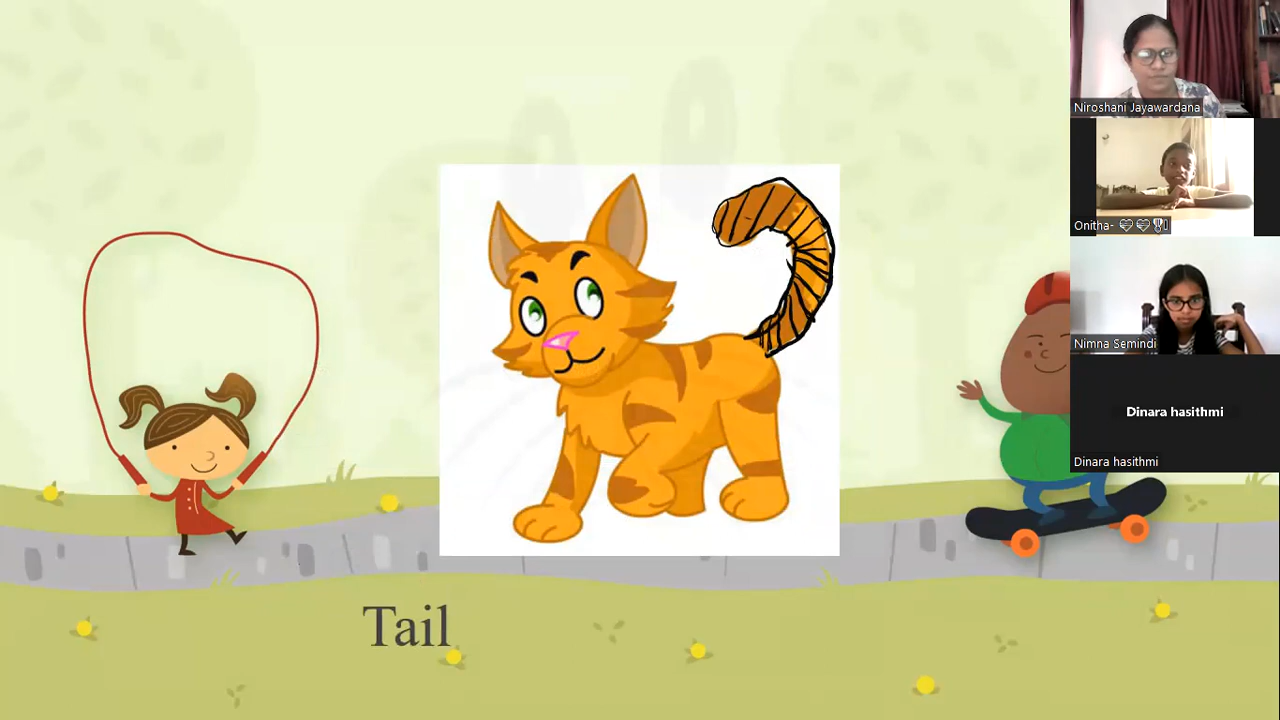 Tail
Niroshani Jayawardana
Onitha-
Nimna Semindi
Dinara hasithmi
Dinara hasithmi